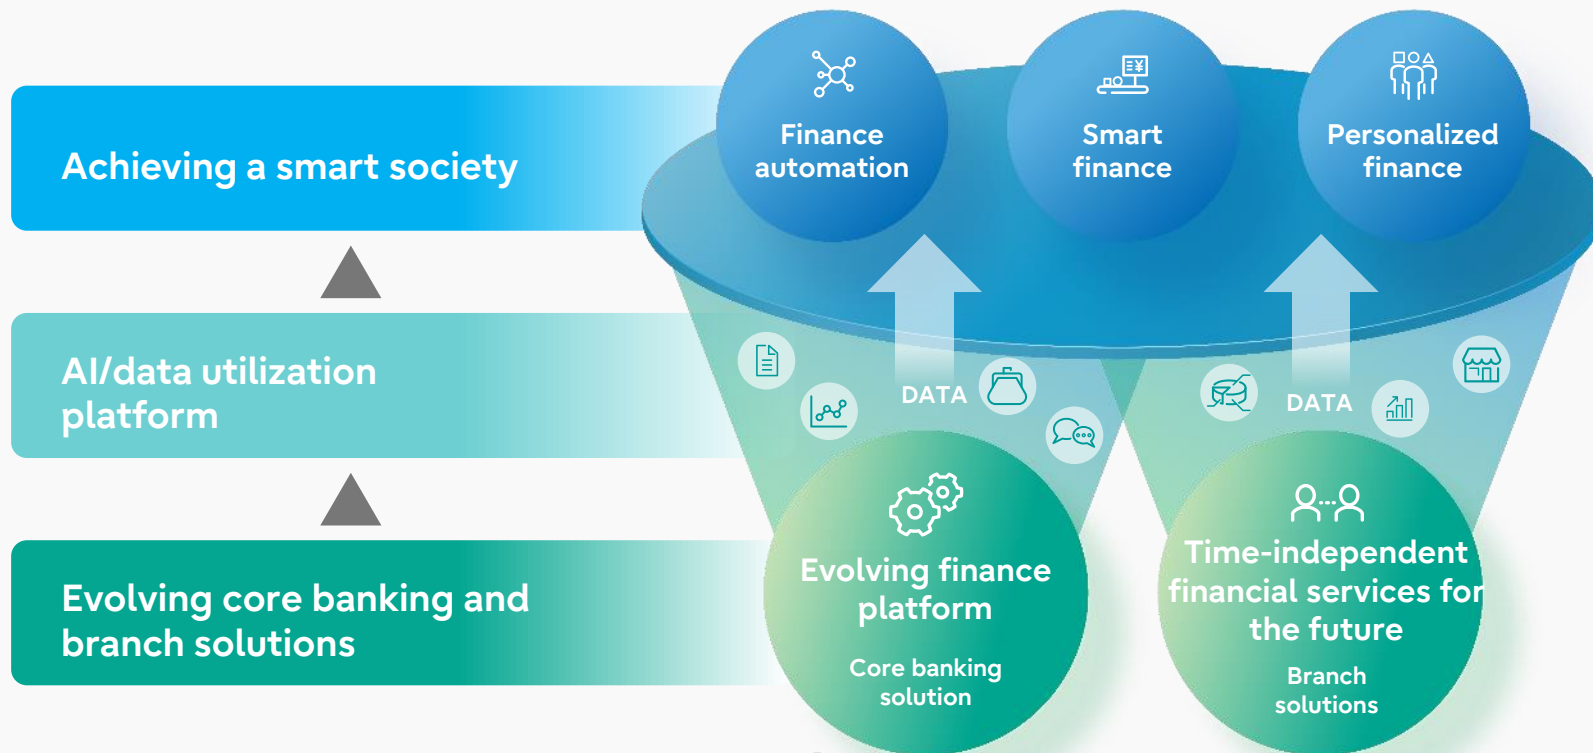 Achieving a smart society
Finance
automation
Smart
finance
Personalized
finance
AI/data utilization
platform
DATA
DATA
Evolving core banking and
branch solutions
Evolving finance
platform
Core banking
solution
Time-independent
financial services for
the future
Branch
solutions